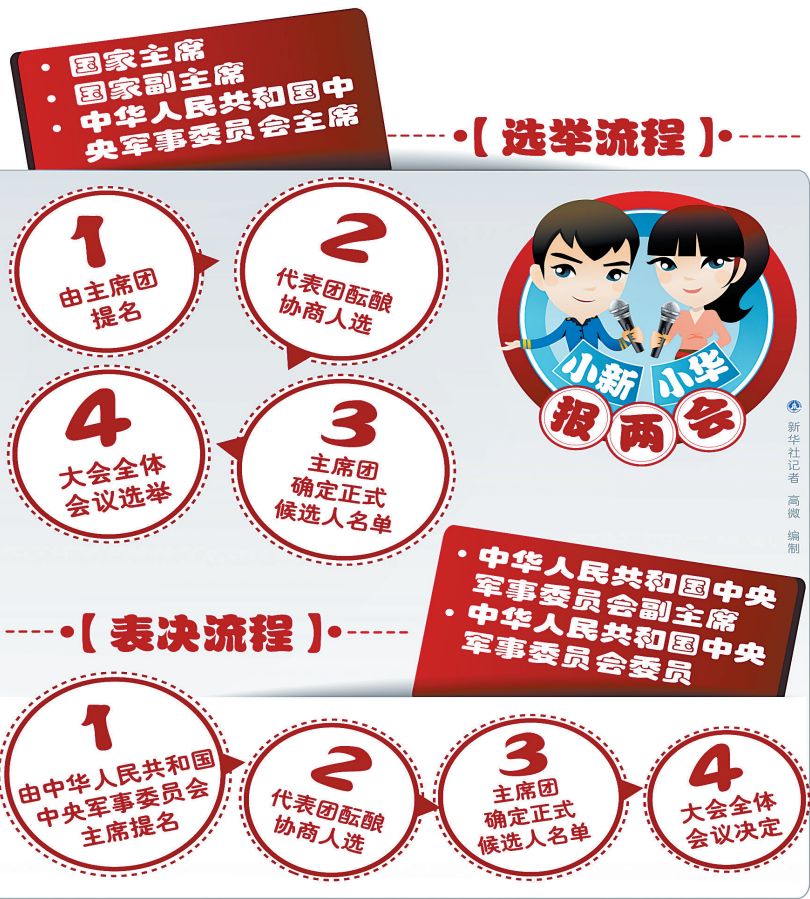 • 国家主席
• 国家副主席
• 中华人民共和国中
央军事委员会主席
【选举流程】
1
由主席团
提名
2
代表团酝酿
协商人选
3
主席团
确定正式
候选人名单
4
大会全体
会议选举
小新 小华
报两会
新华社记者 高微 编制
• 中华人民共和国中央
军事委员会副主席
• 中华人民共和国中央
军事委员会委员
【表决流程】
1
由中华人民共和国
中央军事委员会
主席提名
2
代表团酝酿
协商人选
3
主席团
确定正式
候选人名单
4
大会全体
会议决定